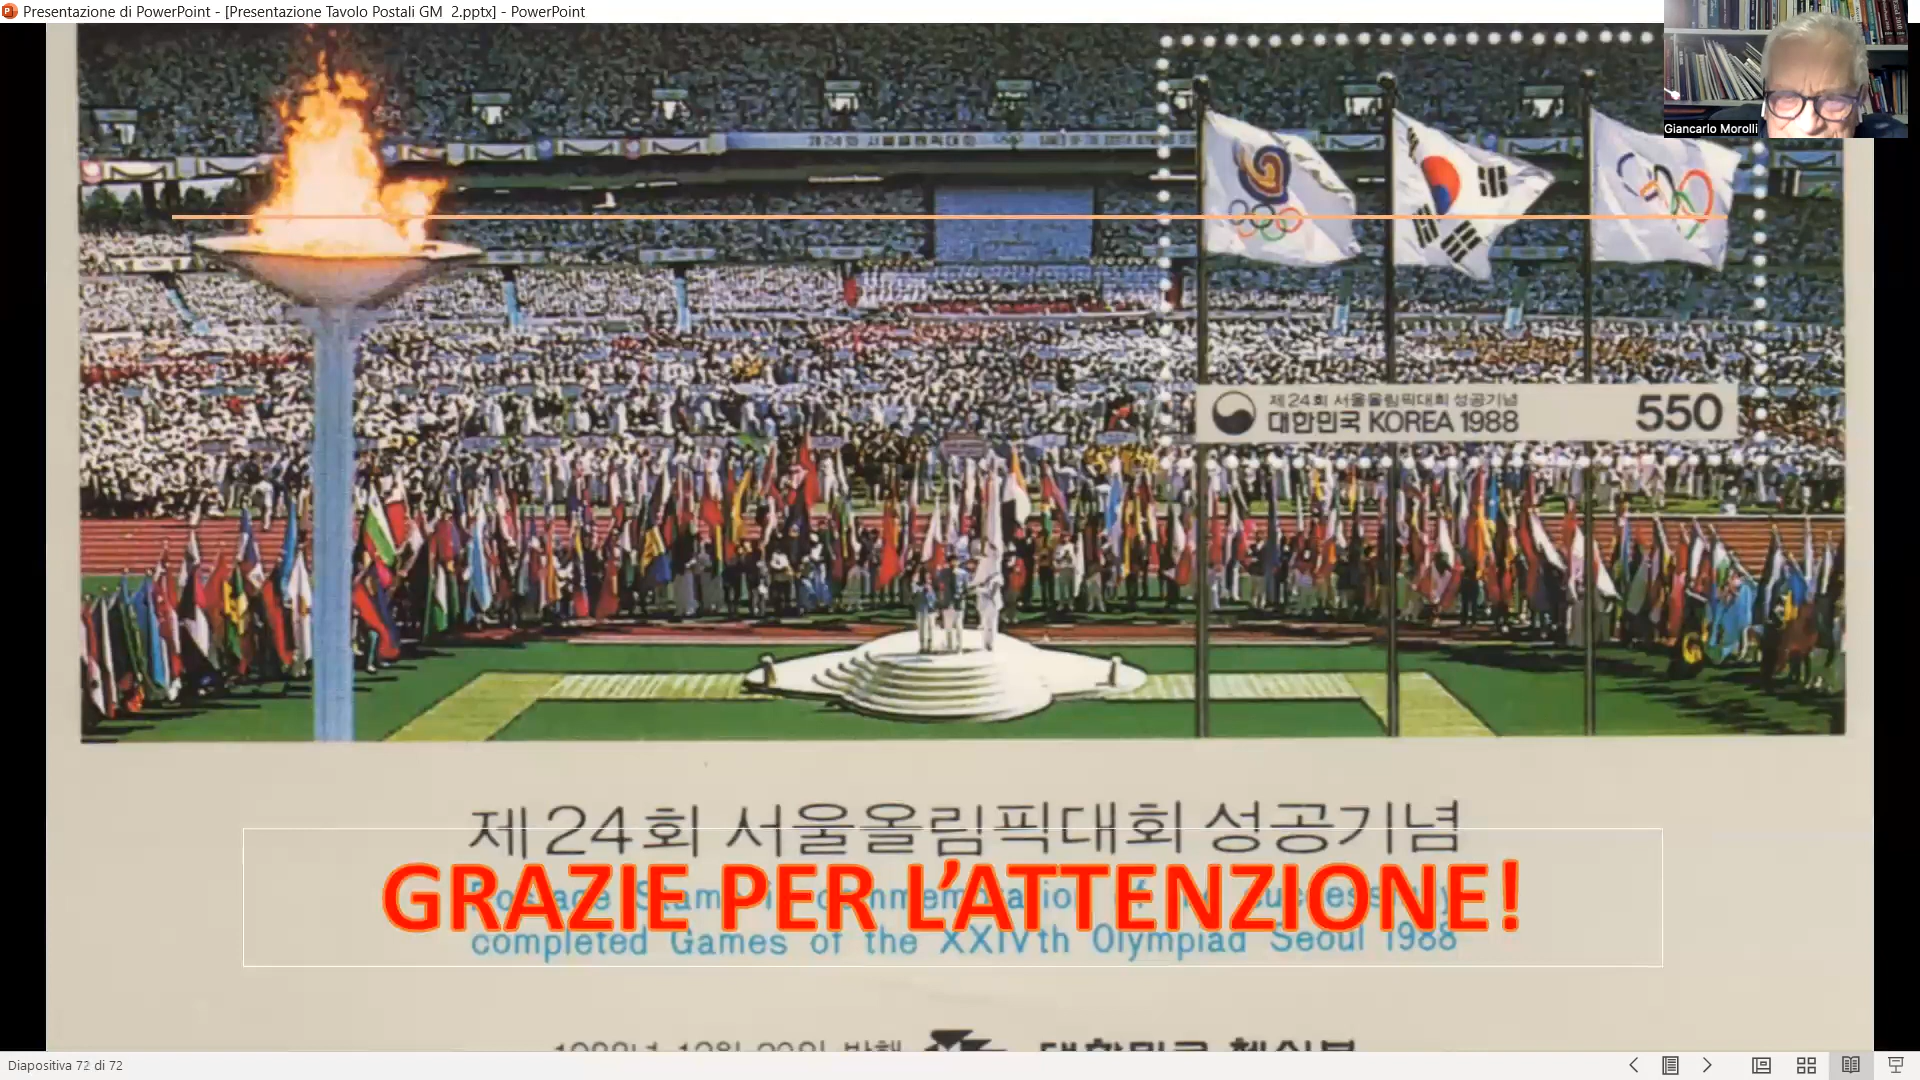 Presentazione di PowerPoint - [Presentazione Tavolo Postali GM 2.pptx] - PowerPoint
Giancarlo Morolli
제24회 서울올림픽대회 성공기념
대한민국 KOREA 1988
550
제24회 서울올림픽대회 성공기념
GRAZIE PER L'ATTENZIONE!
completed Games of the XXIVth Olympiad Seoul 1988
Diapositiva 72 di 72